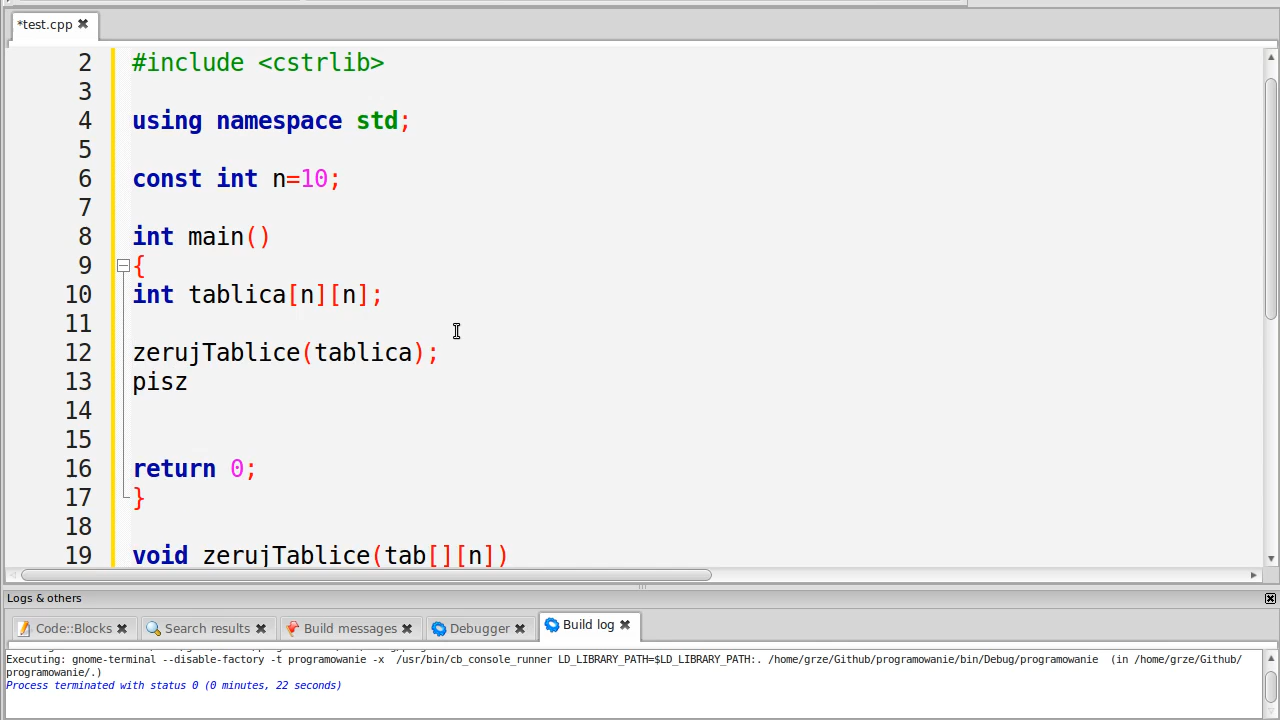 *test.cpp
2 #include <cstrlib>
3
4 using namespace std;
5
6 const int n=10;
7
8 int main()
9 {
10 int tablica[n][n];
11
12 zerujTablice(tablica);
13 pisz
14
15
16 return 0;
17 }
18
19 void zerujTablice(tab[][n])
Logs & others
Code::Blocks Search results Build messages Debugger Build log
Executing: gnome-terminal --disable-factory -t programowanie -x /usr/bin/cb_console_runner LD_LIBRARY_PATH=$LD_LIBRARY_PATH:. /home/grze/Github/programowanie/bin/Debug/programowanie (in /home/grze/Github/
programowanie/.)
Process terminated with status 0 (0 minutes, 22 seconds)